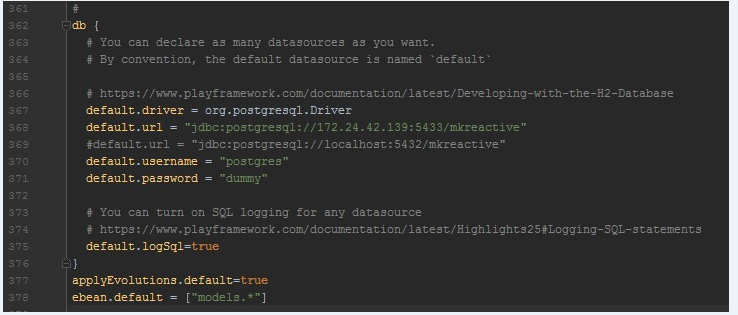 361 #
362 db {
363
# You can declare as many datasources as you want.
364
# By convention, the default datasource is named `default`
365
366
# https://www.playframework.com/documentation/latest/Developing-with-the-H2-Database
367
default.driver = org.postgresql.Driver
368
default.url = "jdbc:postgresql://172.24.42.139:5433/mkreactive"
369
#default.url = "jdbc:postgresql://localhost:5432/mkreactive"
370
default.username = "postgres"
371
default.password = "dummy"
372
373
# You can turn on SQL logging for any datasource
374
# https://www.playframework.com/documentation/latest/Highlights25#Logging-SQL-statements
375
default.logSql=true
376 }
377 applyEvolutions.default=true
378 ebean.default = ["models.*"]